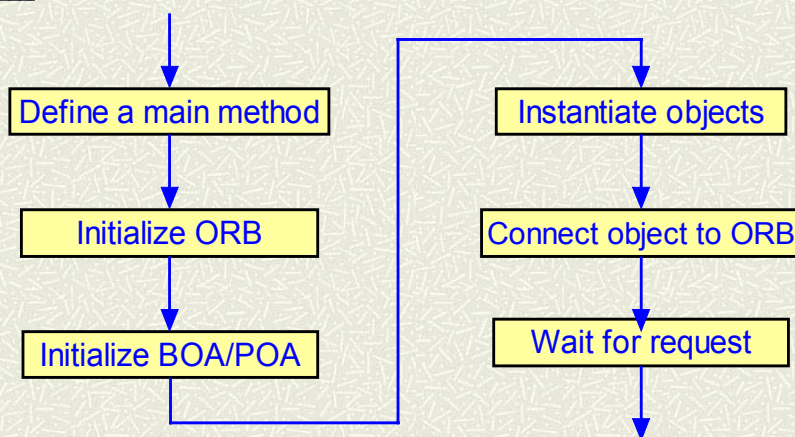 Define a main method
Initialize ORB
Initialize BOA/POA
Instantiate objects
Connect object to ORB
Wait for request